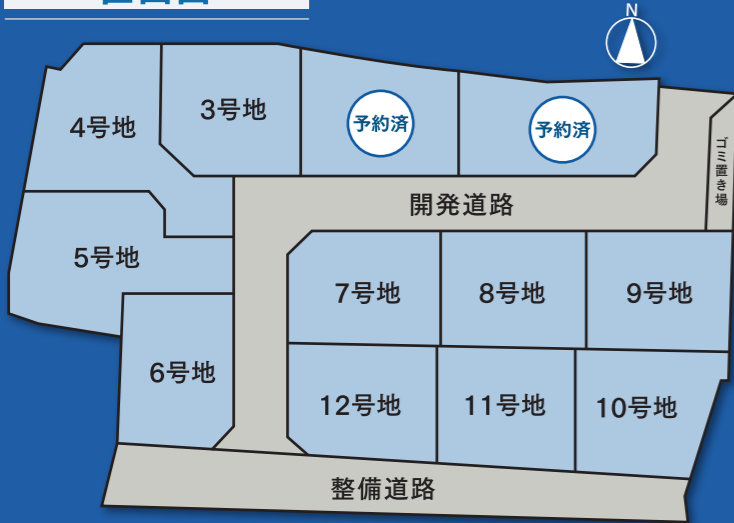 N
4号地
3号地
予約済
予約済
ゴミ置き場
開発道路
5号地
7号地
8号地
9号地
6号地
12号地
11号地
10号地
整備道路